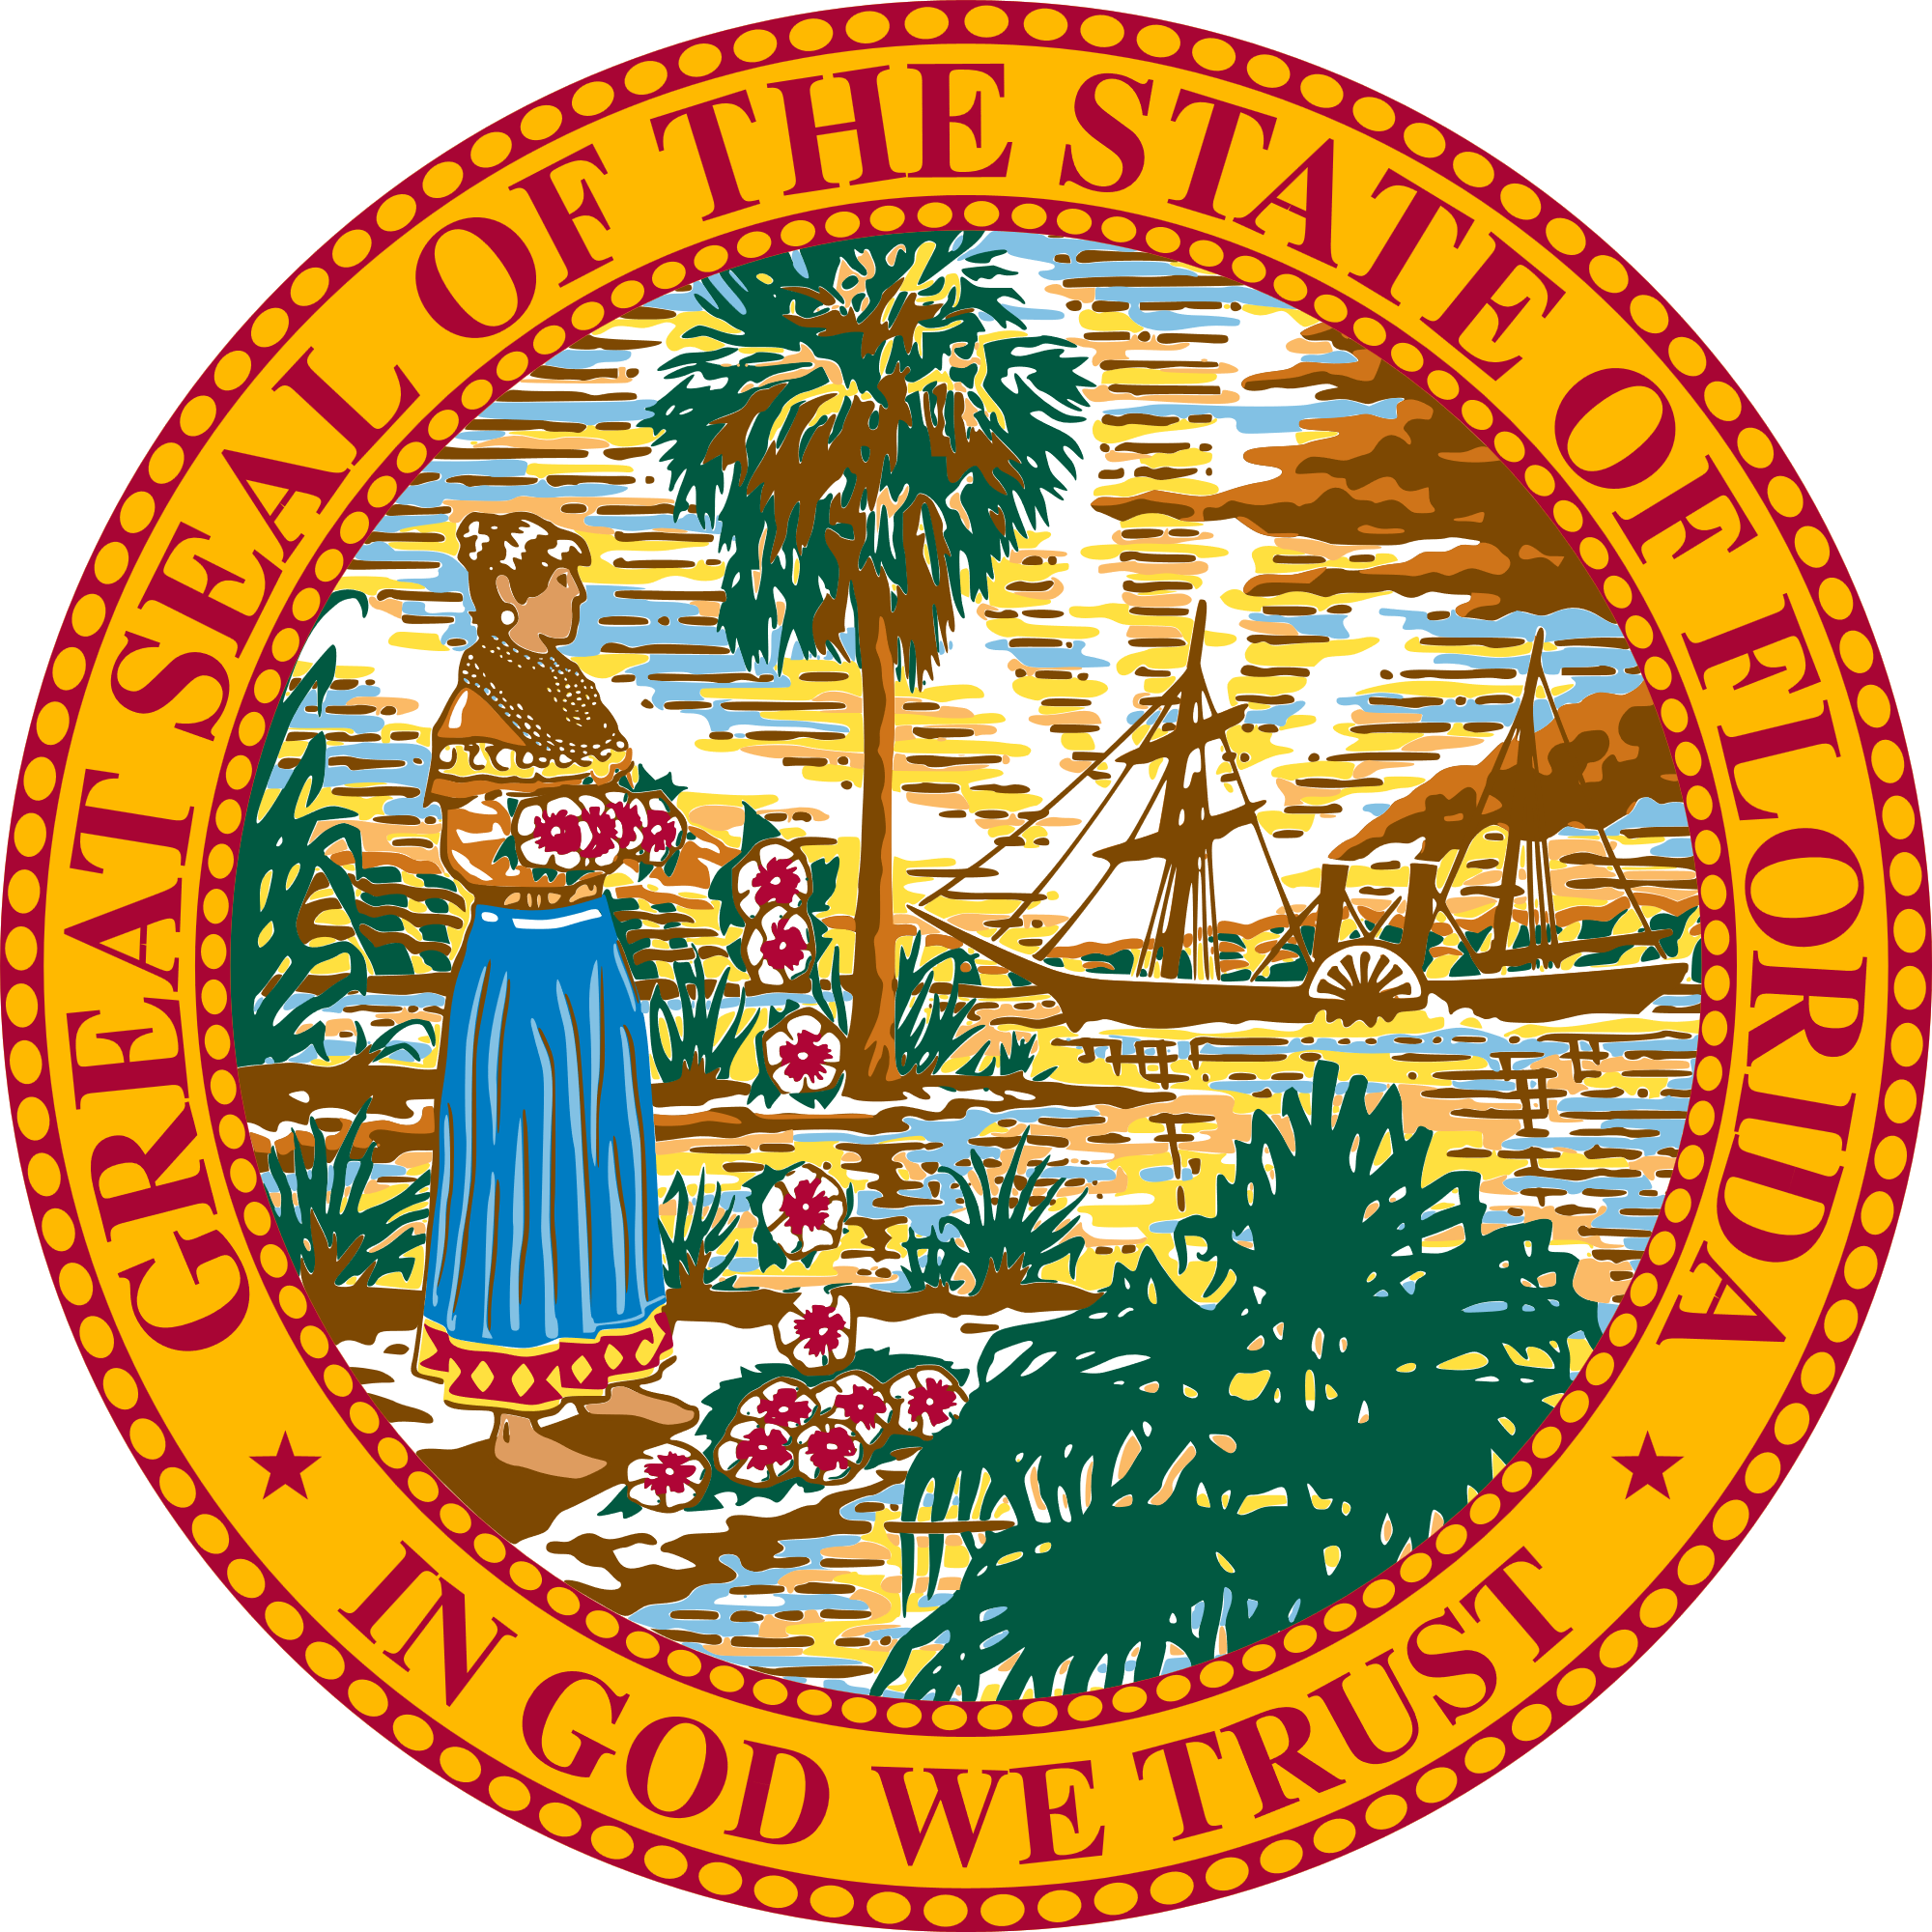 GREAT SEAL OF THE STATE OF FLORIDA
IN GOD WE TRUST